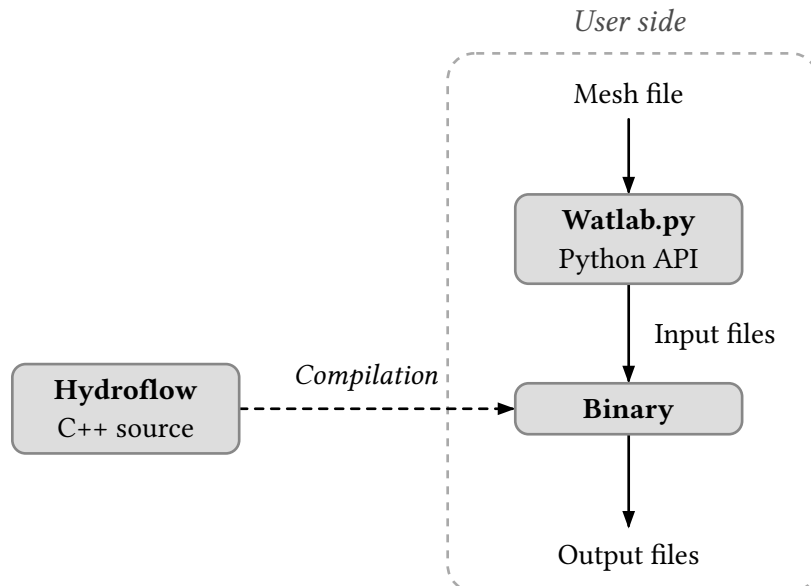 User side
Mesh file
Watlab.py
Python API
Input files
Compilation
Hydroflow
C++ source
Binary
Output files